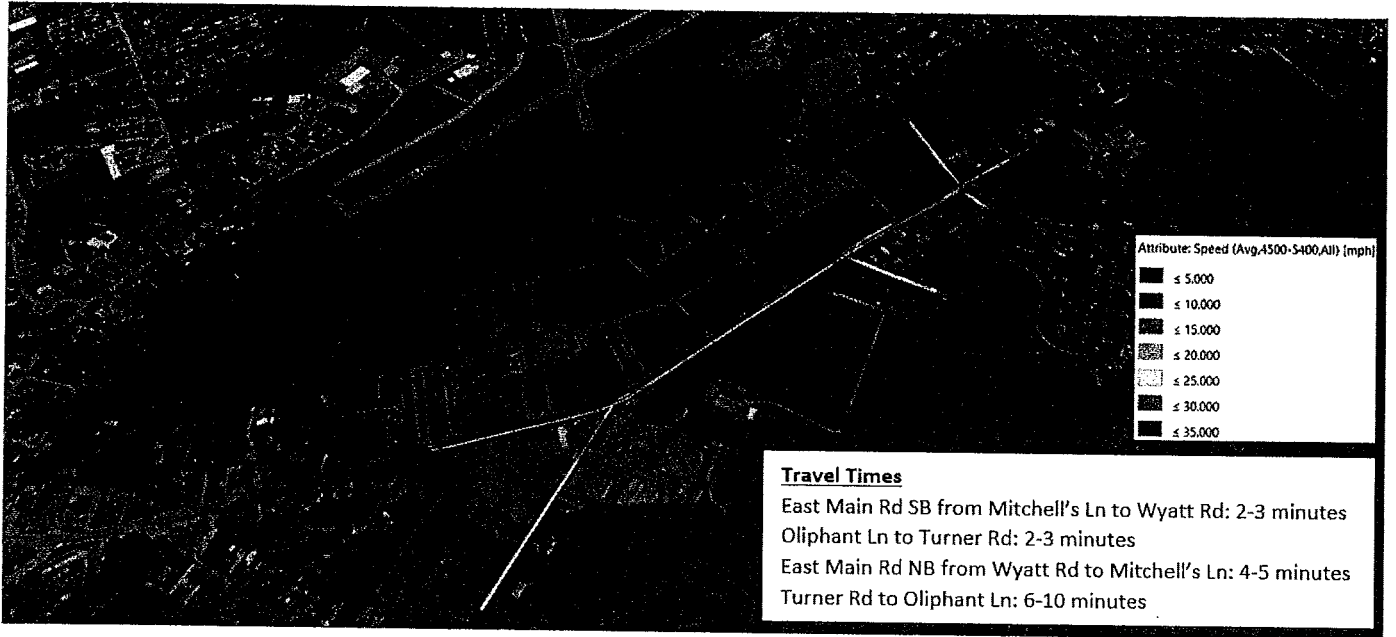 Attribute: Speed (Avg,4500-5400,All) [mph]
≤ 5.000
≤ 10.000
≤ 15.000
≤ 20.000
≤ 25.000
≤ 30.000
≤ 35.000
Travel Times
East Main Rd SB from Mitchell's Ln to Wyatt Rd: 2-3 minutes
Oliphant Ln to Turner Rd: 2-3 minutes
East Main Rd NB from Wyatt Rd to Mitchell's Ln: 4-5 minutes
Turner Rd to Oliphant Ln: 6-10 minutes